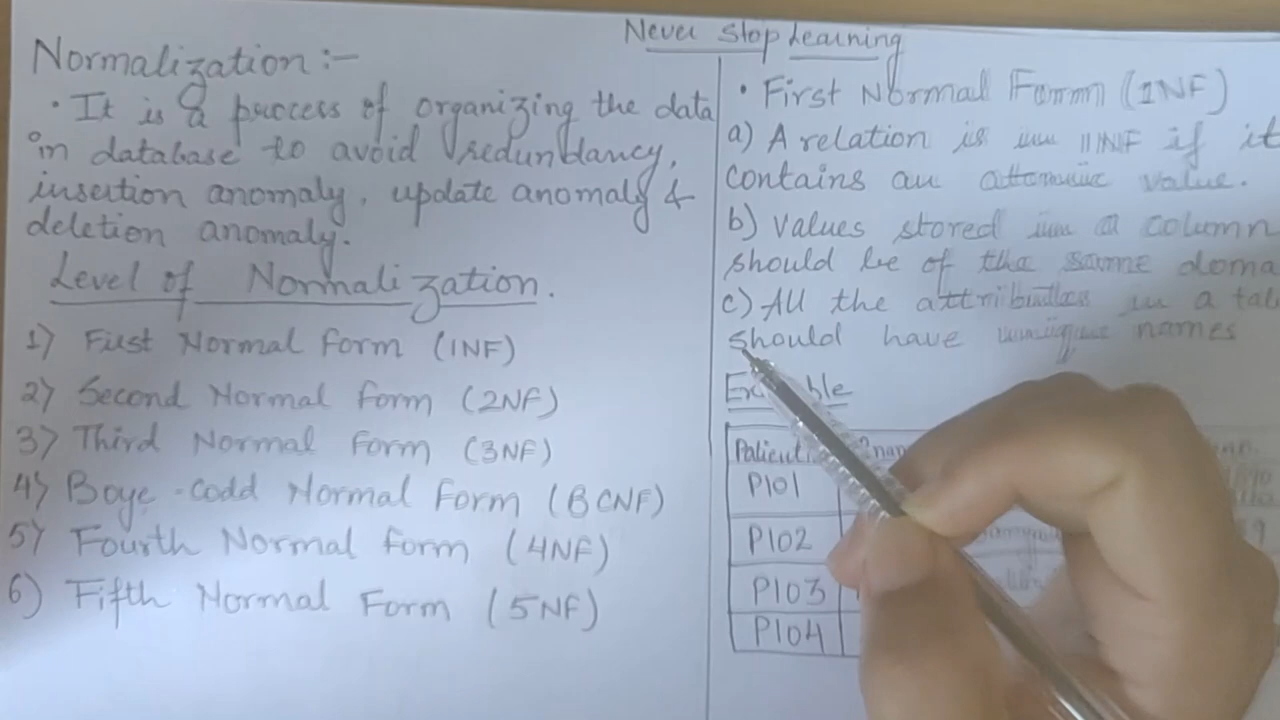 Never Stop Learning
Normalization :-
• It is a process of organizing the data
in database to avoid redundancy,
insertion anomaly, update anomaly &
deletion anomaly.
Level of Normalization.
1) First Normal form (1NF)
2) Second Normal form (2NF)
3) Third Normal Form (3NF)
4) Boye-Codd Normal Form (BCNF)
5) Fourth Normal form (4NF)
6) Fifth Normal Form (5NF)
• First Normal Form (1NF)
a) A relation is in 1NF if it
contains an attomic value.
b) Values stored in a column
should be of the same doma
c) All the attributes in a tab
should have unique names
Patient
P101
P102
P103
P104